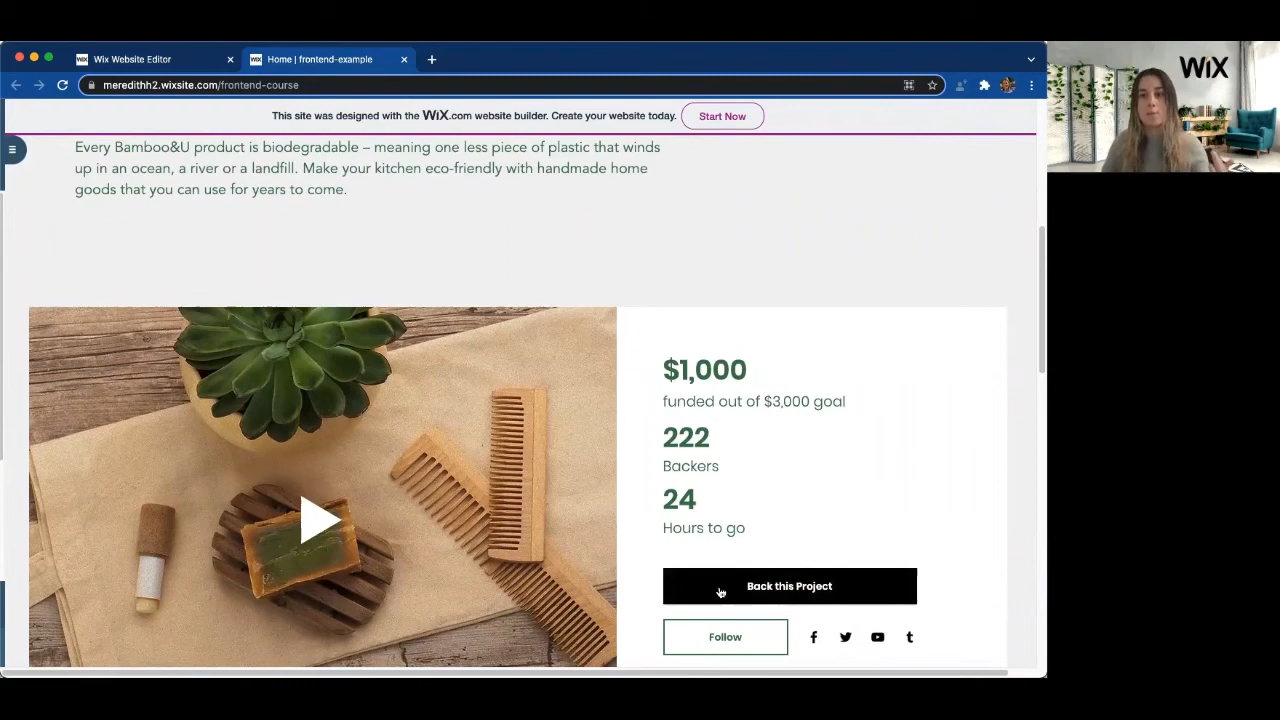 Wix Website Editor
Home | frontend-example
meredithh2.wixsite.com/frontend-course
This site was designed with the WiX.com website builder. Create your website today.
Start Now
WiX
Every Bamboo&U product is biodegradable – meaning one less piece of plastic that winds
up in an ocean, a river or a landfill. Make your kitchen eco-friendly with handmade home
goods that you can use for years to come.
$1,000
funded out of $3,000 goal
222
Backers
24
Hours to go
Back this Project
Follow